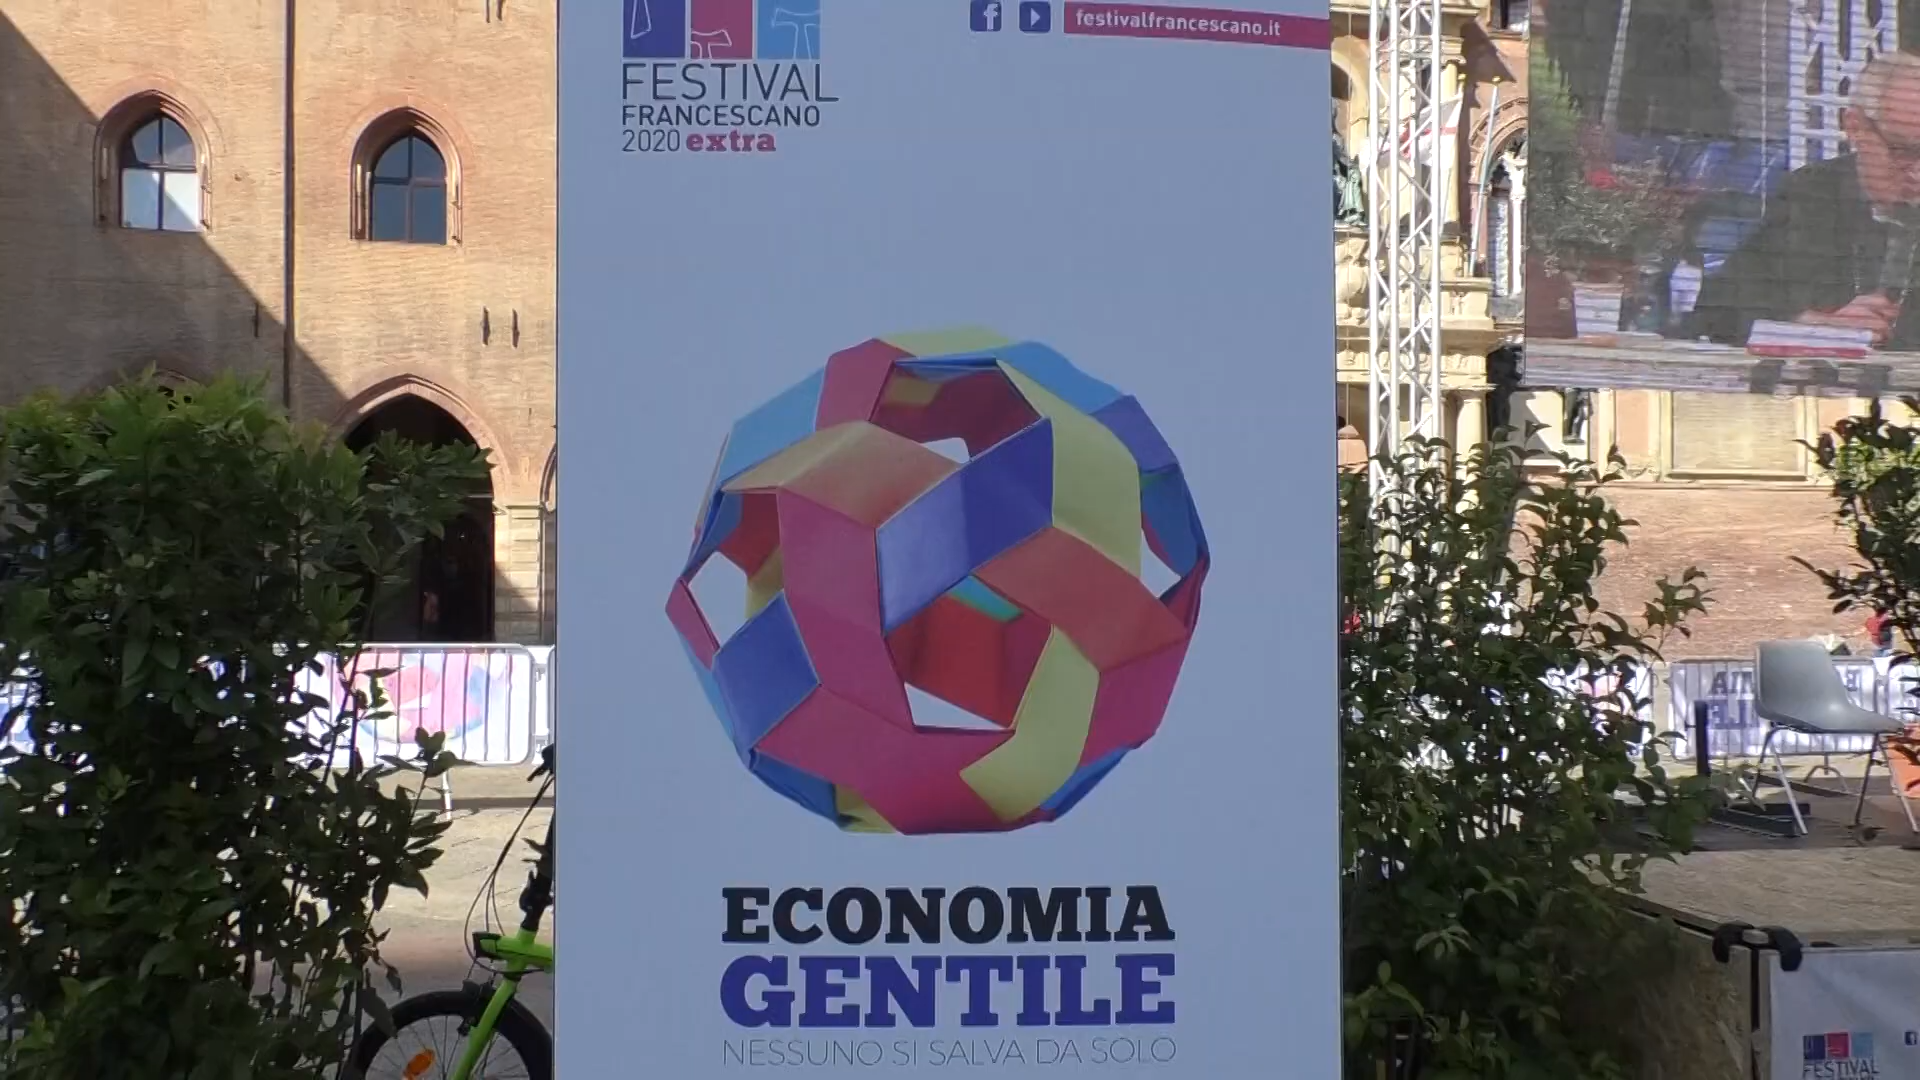 festivalfrancescano.it
FESTIVAL
FRANCESCANO
2020 extra
ECONOMIA
GENTILE
NESSUNO SI SALVA DA SOLO
FESTIVAL